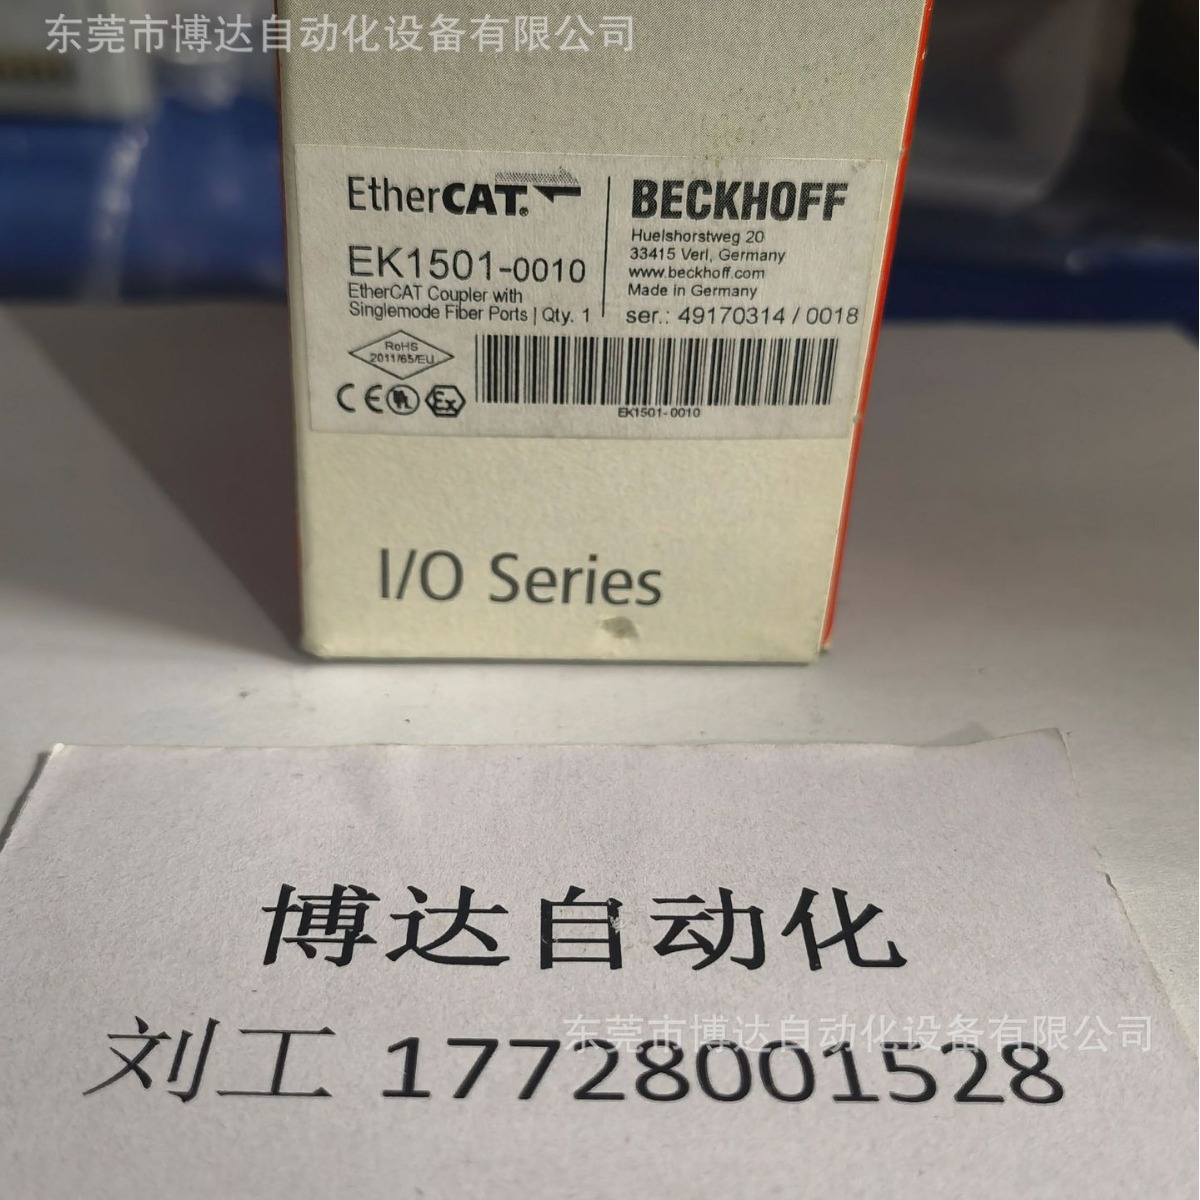 东莞市博达自动化设备有限公司
EtherCAT®
EK1501-0010
EtherCAT Coupler with
Singlemode Fiber Ports | Qty. 1
BECKHOFF
Huelshorstweg 20
33415 Verl, Germany
www.beckhoff.com
Made in Germany
ser.: 49170314 / 0018
RoHS
2011/65/EU
CE UL Ex
EK1501-0010
I/O Series
博达自动化
刘工 17728001528
东莞市博达自动化设备有限公司